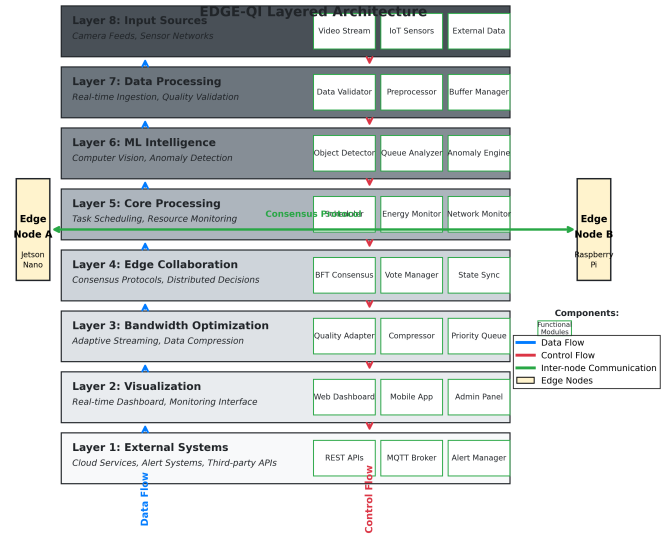 EDGE-QI Layered Architecture
Layer 8: Input Sources
Camera Feeds, Sensor Networks
Video Stream
IoT Sensors
External Data
Layer 7: Data Processing
Real-time Ingestion, Quality Validation
Data Validator
Preprocessor
Buffer Manager
Layer 6: ML Intelligence
Computer Vision, Anomaly Detection
Object Detector
Queue Analyzer
Anomaly Engine
Layer 5: Core Processing
Task Scheduling, Resource Monitoring
Consensus Protocol
Energy Monitor
Network Monitor
Edge
Node A
Jetson
Nano
Edge
Node B
Raspberry
Pi
Layer 4: Edge Collaboration
Consensus Protocols, Distributed Decisions
BFT Consensus
Vote Manager
State Sync
Layer 3: Bandwidth Optimization
Adaptive Streaming, Data Compression
Quality Adapter
Compressor
Priority Queue
Components:
Functional
Modules
Data Flow
Control Flow
Inter-node Communication
Edge Nodes
Layer 2: Visualization
Real-time Dashboard, Monitoring Interface
Web Dashboard
Mobile App
Admin Panel
Layer 1: External Systems
Cloud Services, Alert Systems, Third-party APIs
REST APIs
MQTT Broker
Alert Manager
Data Flow
Control Flow